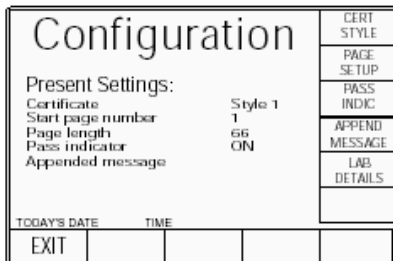 Configuration
Present Settings:
Certificate Style 1
Start page number 1
Page length 66
Pass indicator ON
Appended message
TODAY'S DATE TIME
EXIT
CERT
STYLE
PAGE
SETUP
PASS
INDIC
APPEND
MESSAGE
LAB
DETAILS